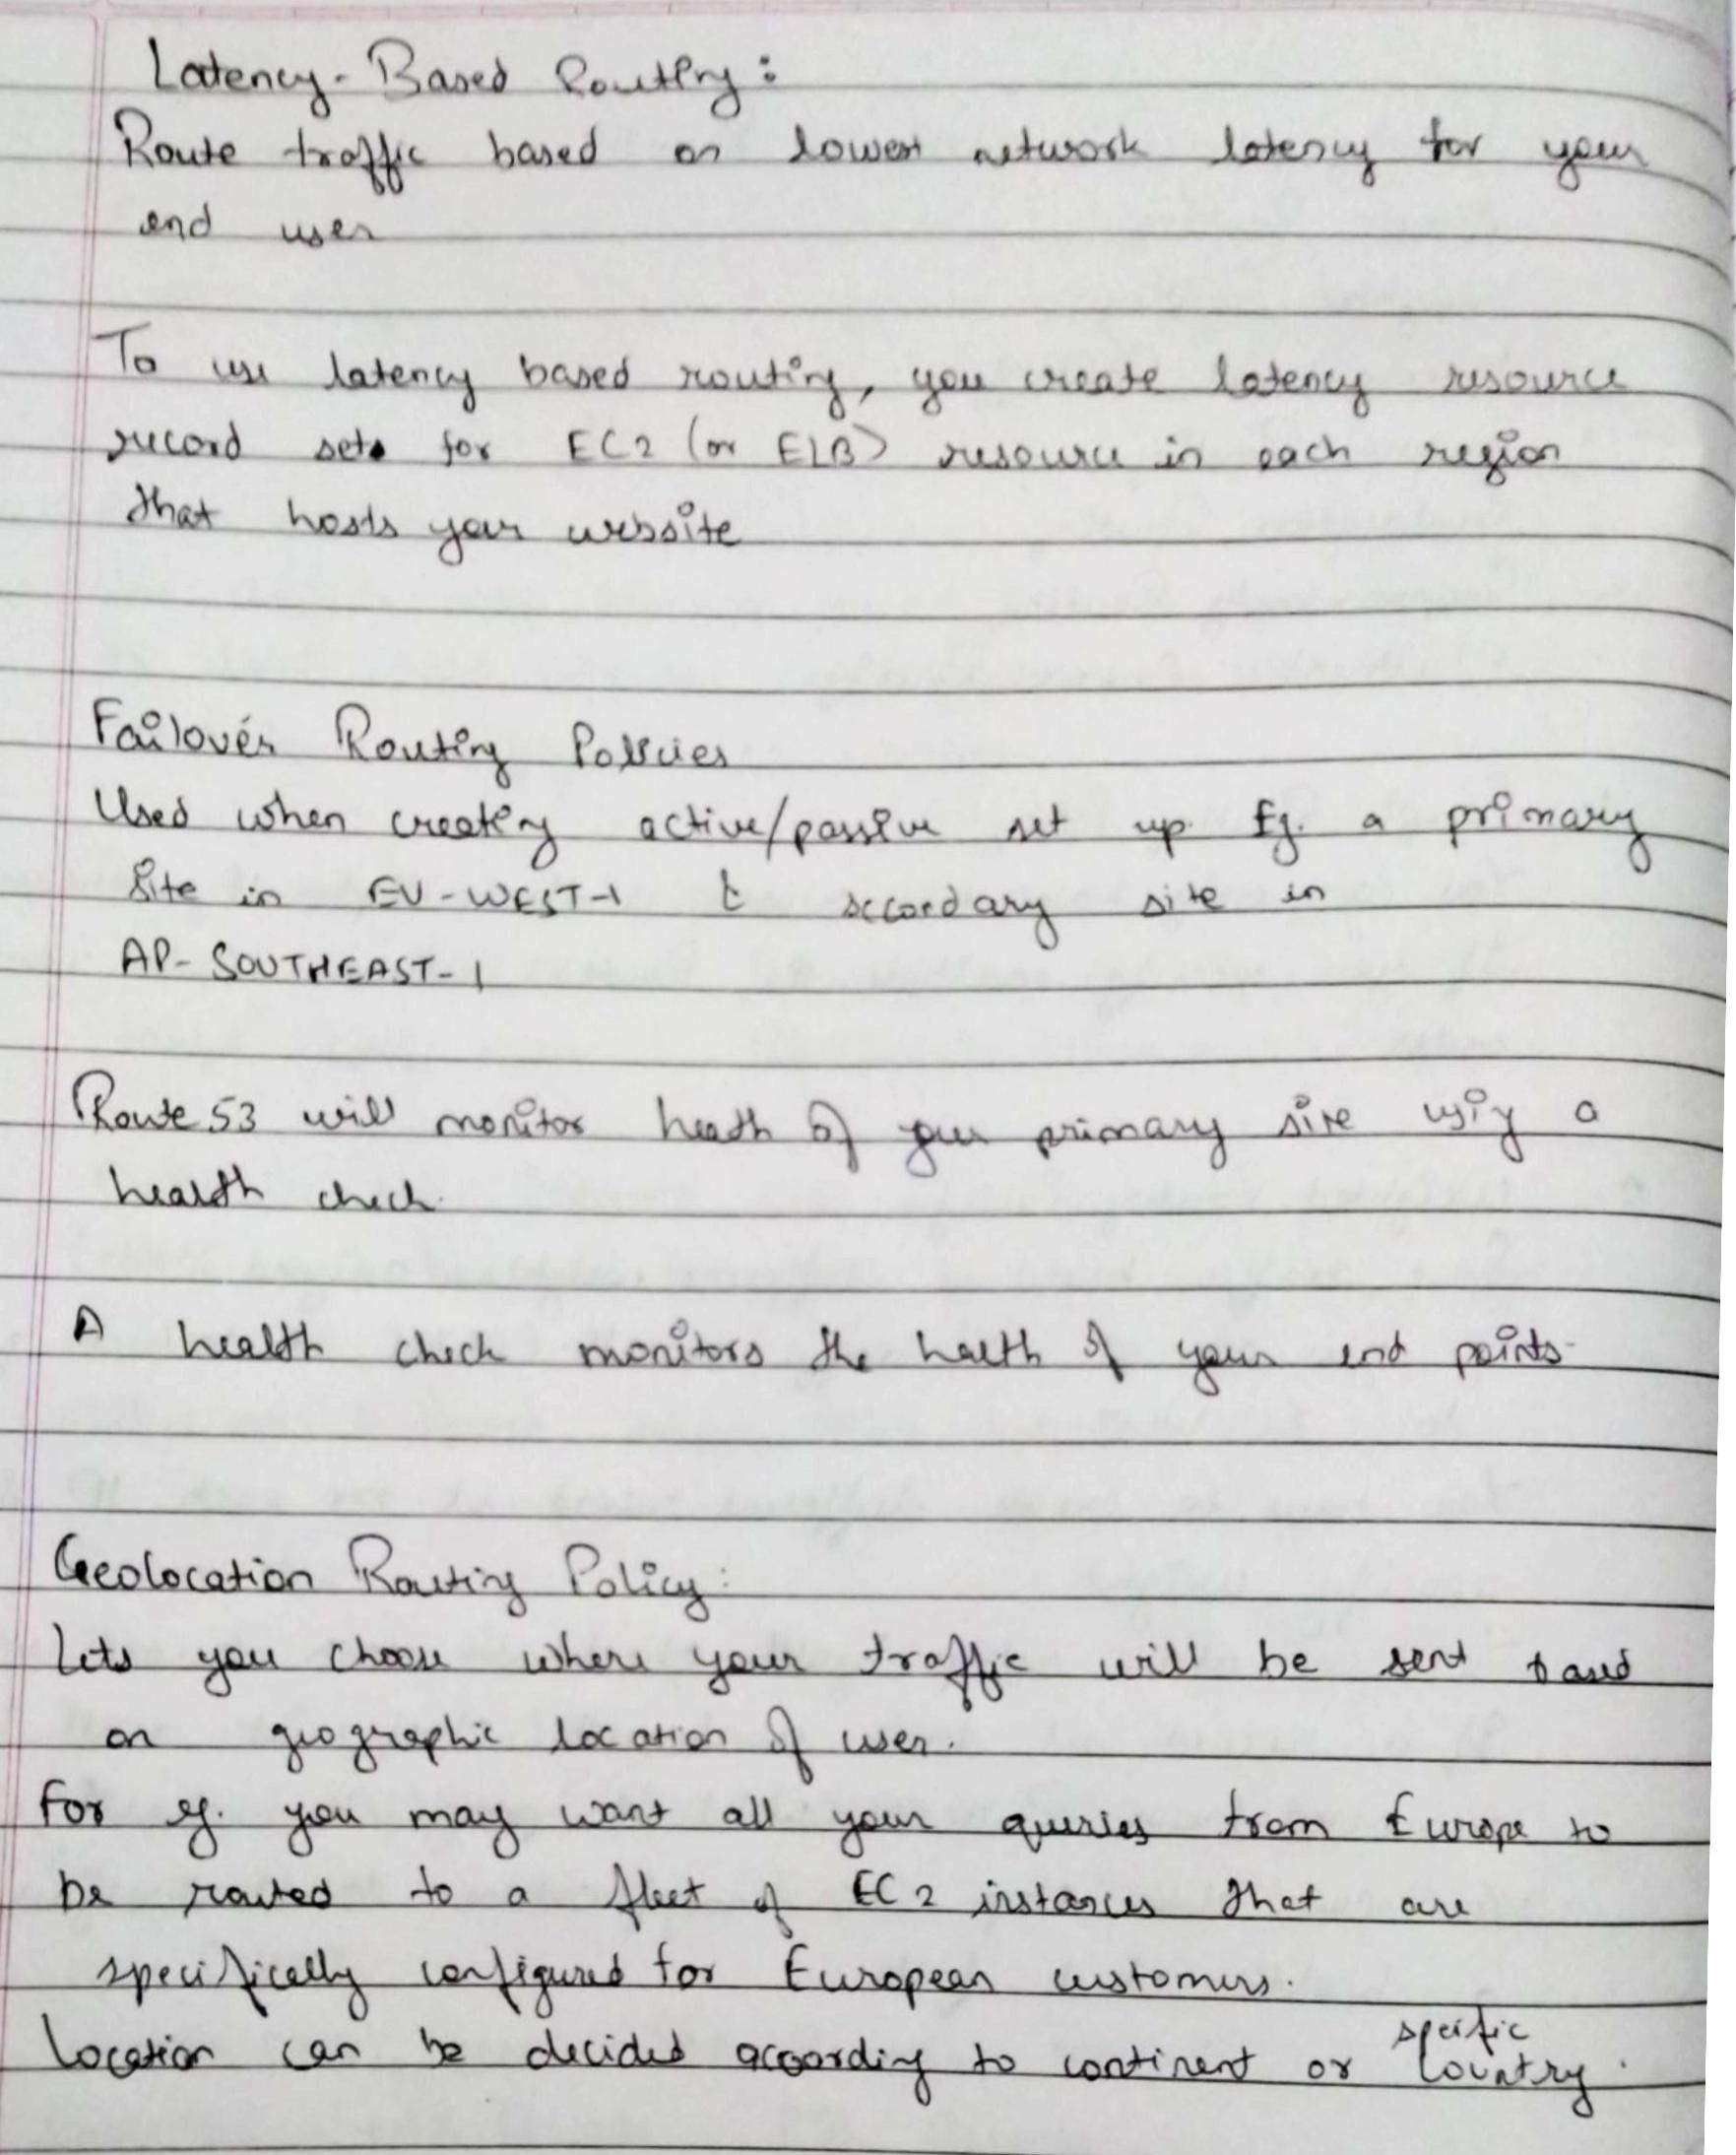 Latency-Based Routing:
Route traffic based on lowest network latency for your
end user
To use latency based routing, you create latency resource
record sets for EC2 (or ELB) resource in each region
that hosts your website
Failover Routing Policies
Used when creating active/passive set up. Eg. a primary
site in EU-WEST-1 & secondary site in
AP-SOUTHEAST-1
Route 53 will monitor heath of your primary site using a
health check.
A health check monitors the halth of your end points.
Geolocation Routing Policy:
Lets you choose where your traffic will be sent based
on geographic location of user.
For eg. you may want all your queries from Europe to
be routed to a fleet of EC2 instances that are
specifically configured for European customers.
specific
Location can be decided according to continent or country.